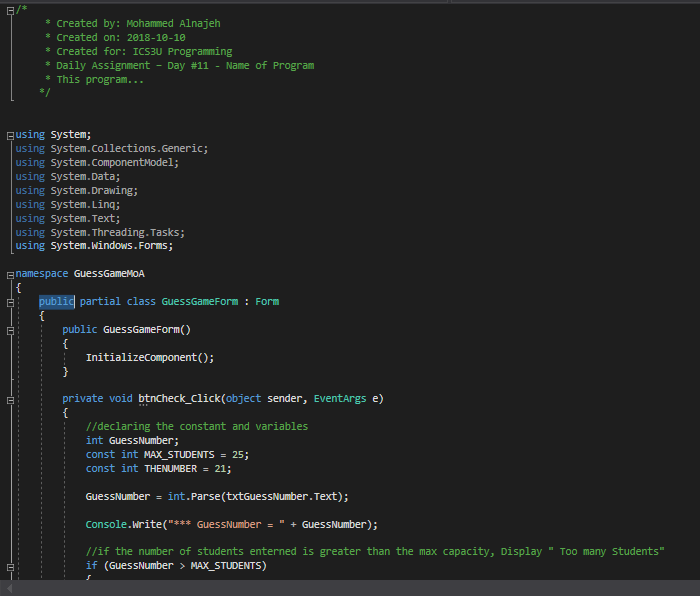 /*
* Created by: Mohammed Alnajeh
* Created on: 2018-10-10
* Created for: ICS3U Programming
* Daily Assignment – Day #11 - Name of Program
* This program...
*/
using System;
using System.Collections.Generic;
using System.ComponentModel;
using System.Data;
using System.Drawing;
using System.Linq;
using System.Text;
using System.Threading.Tasks;
using System.Windows.Forms;
namespace GuessGameMoA
{
public partial class GuessGameForm : Form
{
public GuessGameForm()
{
InitializeComponent();
}
private void btnCheck_Click(object sender, EventArgs e)
{
//declaring the constant and variables
int GuessNumber;
const int MAX_STUDENTS = 25;
const int THENUMBER = 21;
GuessNumber = int.Parse(txtGuessNumber.Text);
Console.Write("*** GuessNumber = " + GuessNumber);
//if the number of students enterned is greater than the max capacity, Display " Too many Students"
if (GuessNumber > MAX_STUDENTS)
{